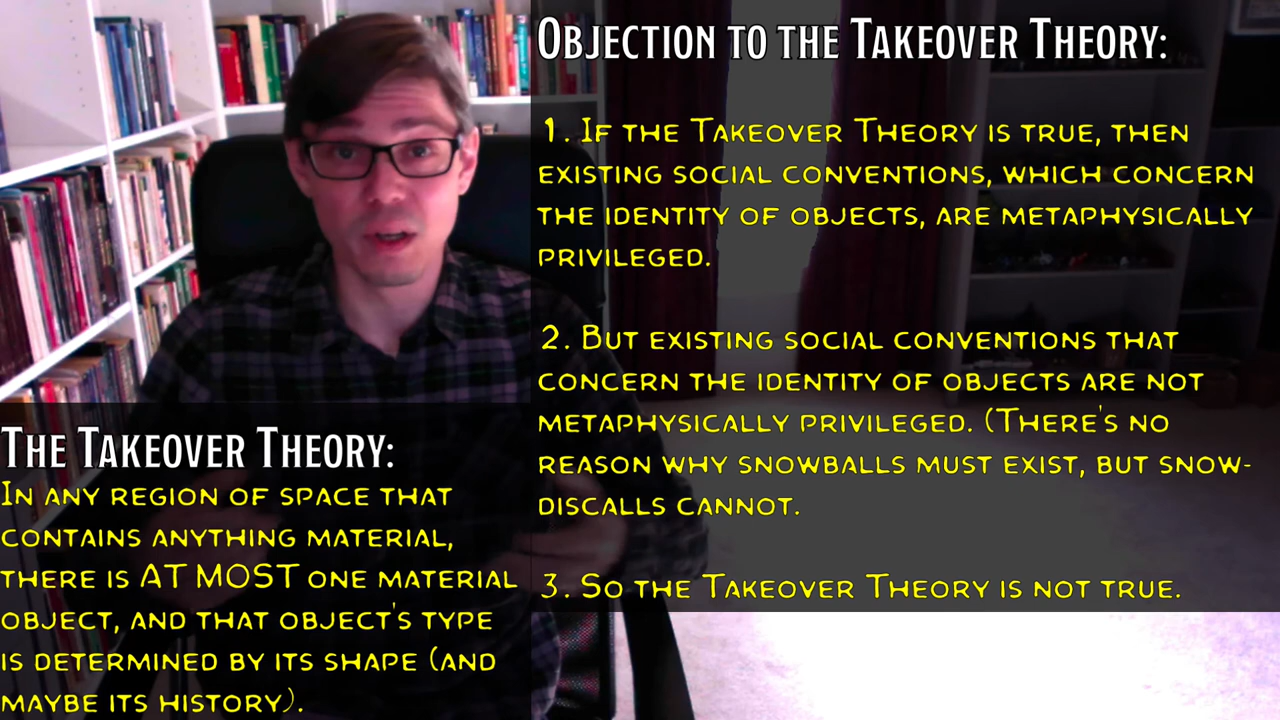 Objection to the Takeover Theory:
1. If the Takeover Theory is true, then
existing social conventions, which concern
the identity of objects, are metaphysically
privileged.
2. But existing social conventions that
concern the identity of objects are not
metaphysically privileged. (There's no
reason why snowballs must exist, but snow-
discalls cannot.
3. So the Takeover Theory is not true.
The Takeover Theory:
In any region of space that
contains anything material,
there is AT MOST one material
object, and that object's type
is determined by its shape (and
maybe its history).